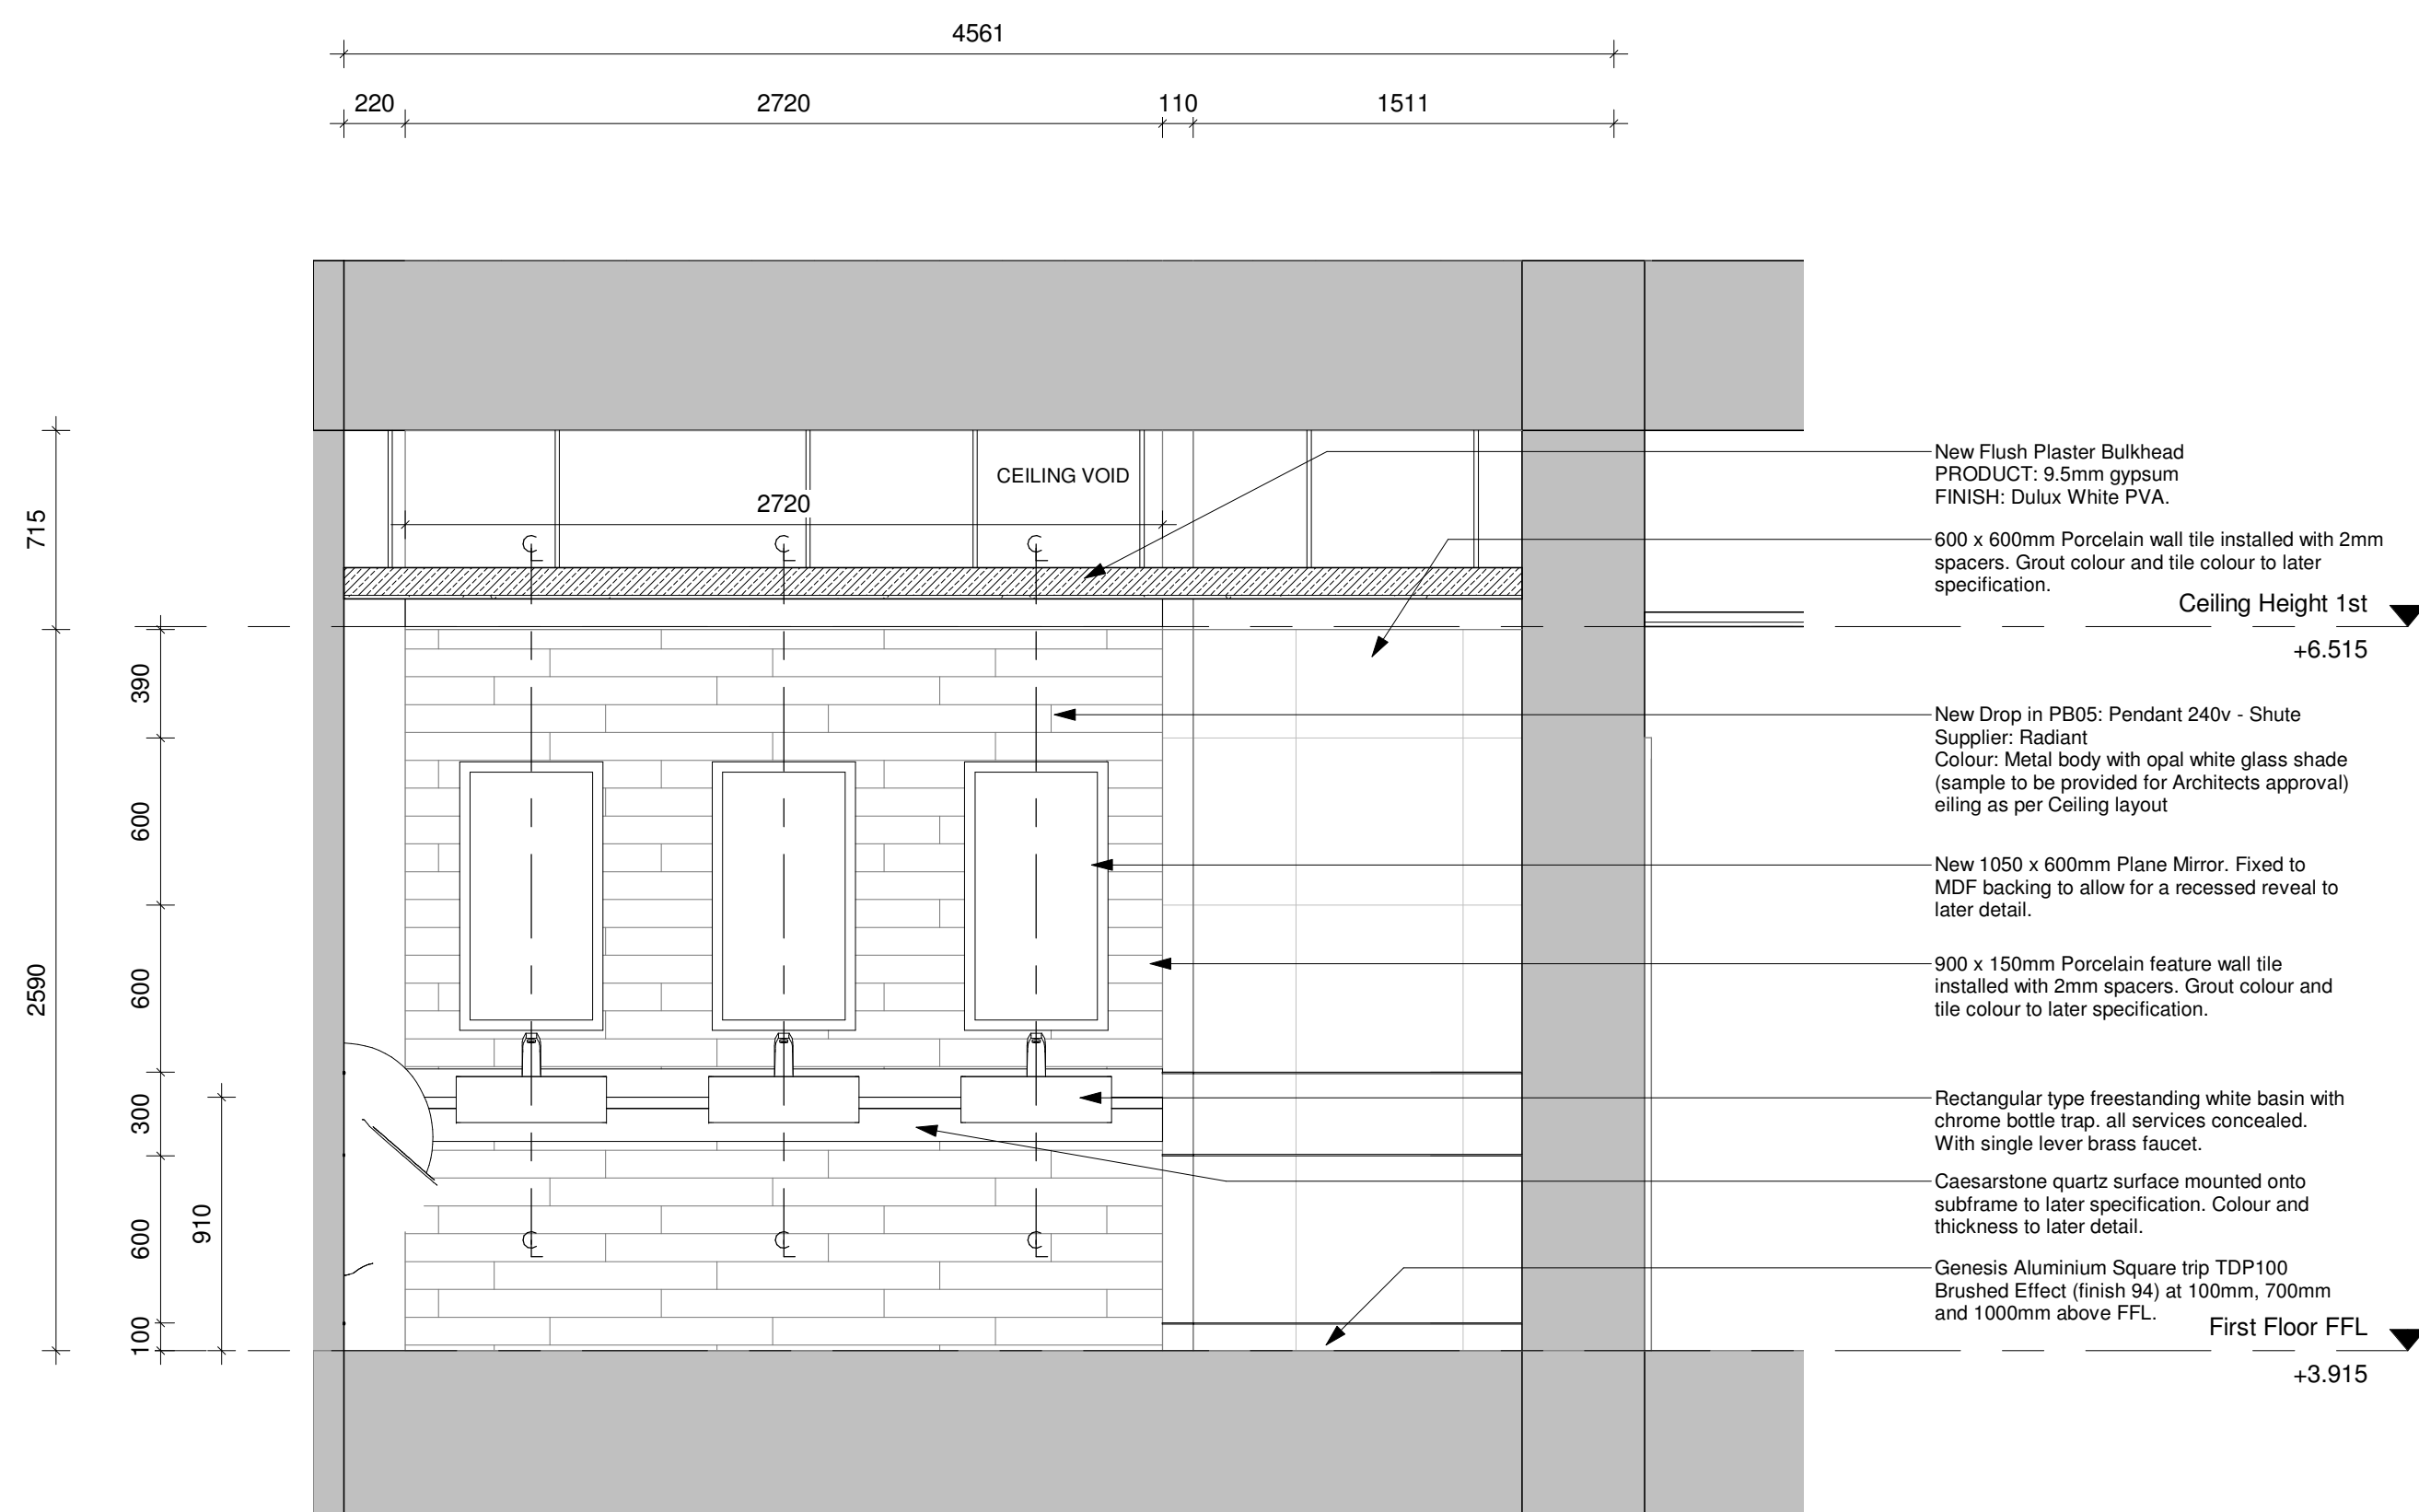 4561
220
2720
110
1511
715
2590
390
600
600
300
600
100
910
CEILING VOID
2720
℄
℄
℄
℄
℄
℄
New Flush Plaster Bulkhead
PRODUCT: 9.5mm gypsum
FINISH: Dulux White PVA.
600 x 600mm Porcelain wall tile installed with 2mm
spacers. Grout colour and tile colour to later
specification.
Ceiling Height 1st
+6.515
New Drop in PB05: Pendant 240v - Shute
Supplier: Radiant
Colour: Metal body with opal white glass shade
(sample to be provided for Architects approval)
eiling as per Ceiling layout
New 1050 x 600mm Plane Mirror. Fixed to
MDF backing to allow for a recessed reveal to
later detail.
900 x 150mm Porcelain feature wall tile
installed with 2mm spacers. Grout colour and
tile colour to later specification.
Rectangular type freestanding white basin with
chrome bottle trap. all services concealed.
With single lever brass faucet.
Caesarstone quartz surface mounted onto
subframe to later specification. Colour and
thickness to later detail.
Genesis Aluminium Square trip TDP100
Brushed Effect (finish 94) at 100mm, 700mm
and 1000mm above FFL.
First Floor FFL
+3.915